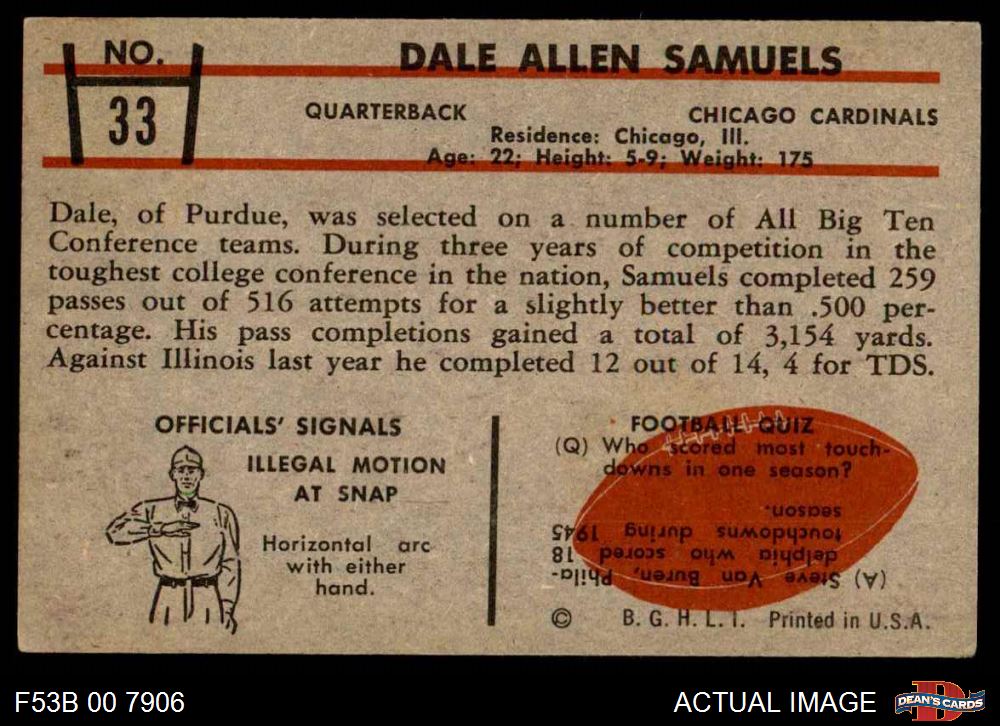 NO.
33
DALE ALLEN SAMUELS
QUARTERBACK
CHICAGO CARDINALS
Residence: Chicago, Ill.
Age: 22; Height: 5-9; Weight: 175
Dale, of Purdue, was selected on a number of All Big Ten
Conference teams. During three years of competition in the
toughest college conference in the nation, Samuels completed 259
passes out of 516 attempts for a slightly better than .500 per-
centage. His pass completions gained a total of 3,154 yards.
Against Illinois last year he completed 12 out of 14, 4 for TDS.
OFFICIALS' SIGNALS
ILLEGAL MOTION
AT SNAP
Horizontal arc
with either
hand.
FOOTBALL QUIZ
(Q) Who scored most touch-
downs in one season?
(A) Steve Van Buren, Phila-
delphia who scored 18
touchdowns during 1945
season.
© B. G. H. L. I. Printed in U.S.A.
F53B 00 7906
ACTUAL IMAGE
D
DEAN'S CARDS